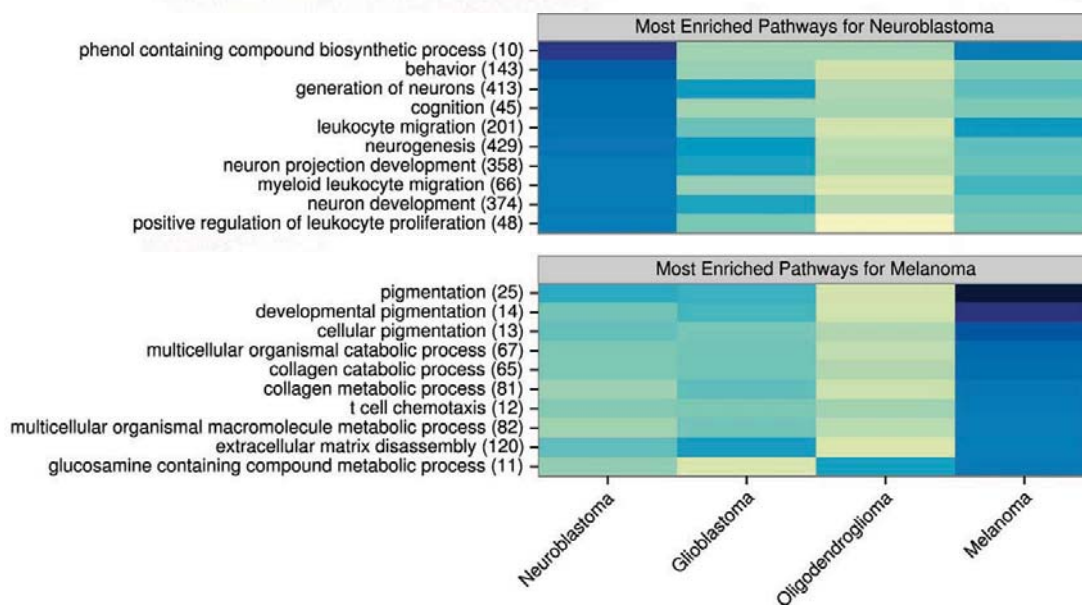 Most Enriched Pathways for Neuroblastoma
phenol containing compound biosynthetic process (10)
behavior (143)
generation of neurons (413)
cognition (45)
leukocyte migration (201)
neurogenesis (429)
neuron projection development (358)
myeloid leukocyte migration (66)
neuron development (374)
positive regulation of leukocyte proliferation (48)
Most Enriched Pathways for Melanoma
pigmentation (25)
developmental pigmentation (14)
cellular pigmentation (13)
multicellular organismal catabolic process (67)
collagen catabolic process (65)
collagen metabolic process (81)
t cell chemotaxis (12)
multicellular organismal macromolecule metabolic process (82)
extracellular matrix disassembly (120)
glucosamine containing compound metabolic process (11)
Neuroblastoma
Glioblastoma
Oligodendroglioma
Melanoma